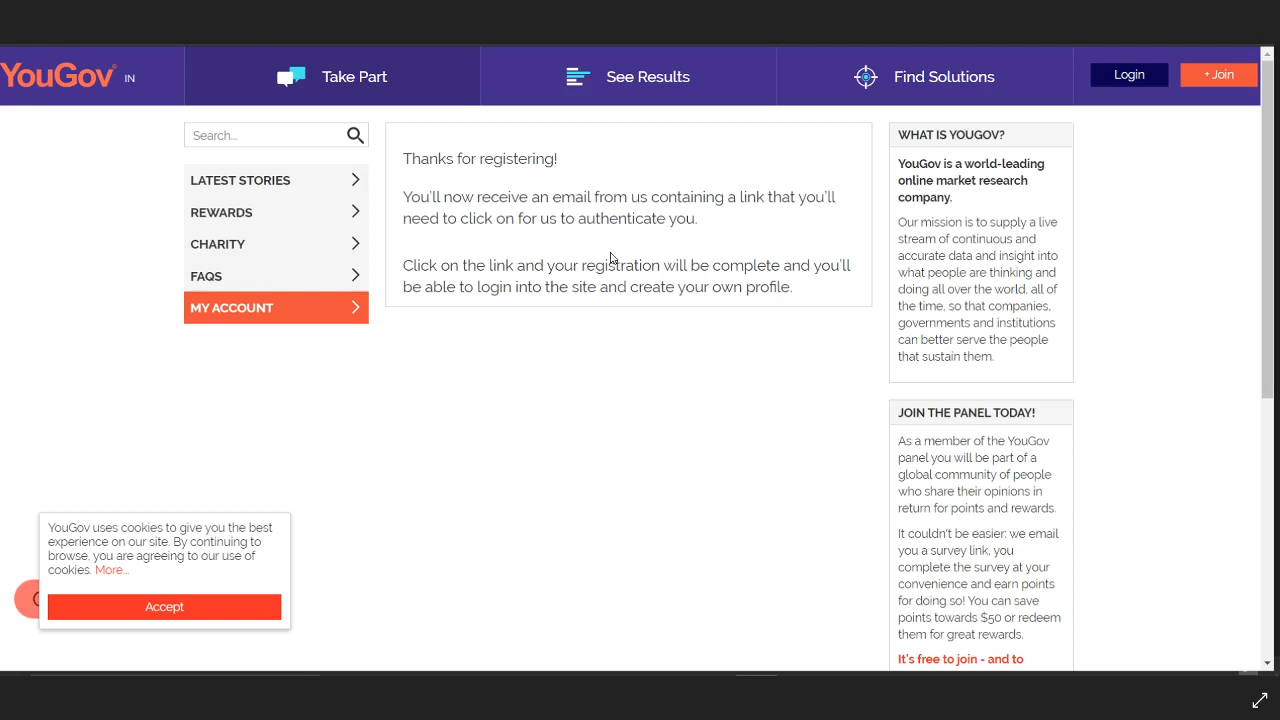 YouGov IN
Take Part
See Results
Find Solutions
Login
+ Join
Search...
LATEST STORIES
REWARDS
CHARITY
FAQS
MY ACCOUNT
Thanks for registering!
You'll now receive an email from us containing a link that you'll
need to click on for us to authenticate you.
Click on the link and your registration will be complete and you'll
be able to login into the site and create your own profile.
WHAT IS YOUGOV?
YouGov is a world-leading
online market research
company.
Our mission is to supply a live
stream of continuous and
accurate data and insight into
what people are thinking and
doing all over the world, all of
the time, so that companies,
governments and institutions
can better serve the people
that sustain them.
JOIN THE PANEL TODAY!
As a member of the YouGov
panel you will be part of a
global community of people
who share their opinions in
return for points and rewards.
It couldn't be easier: we email
you a survey link, you
complete the survey at your
convenience and earn points
for doing so! You can save
points towards $50 or redeem
them for great rewards.
It's free to join - and to
YouGov uses cookies to give you the best
experience on our site. By continuing to
browse, you are agreeing to our use of
cookies. More...
Accept